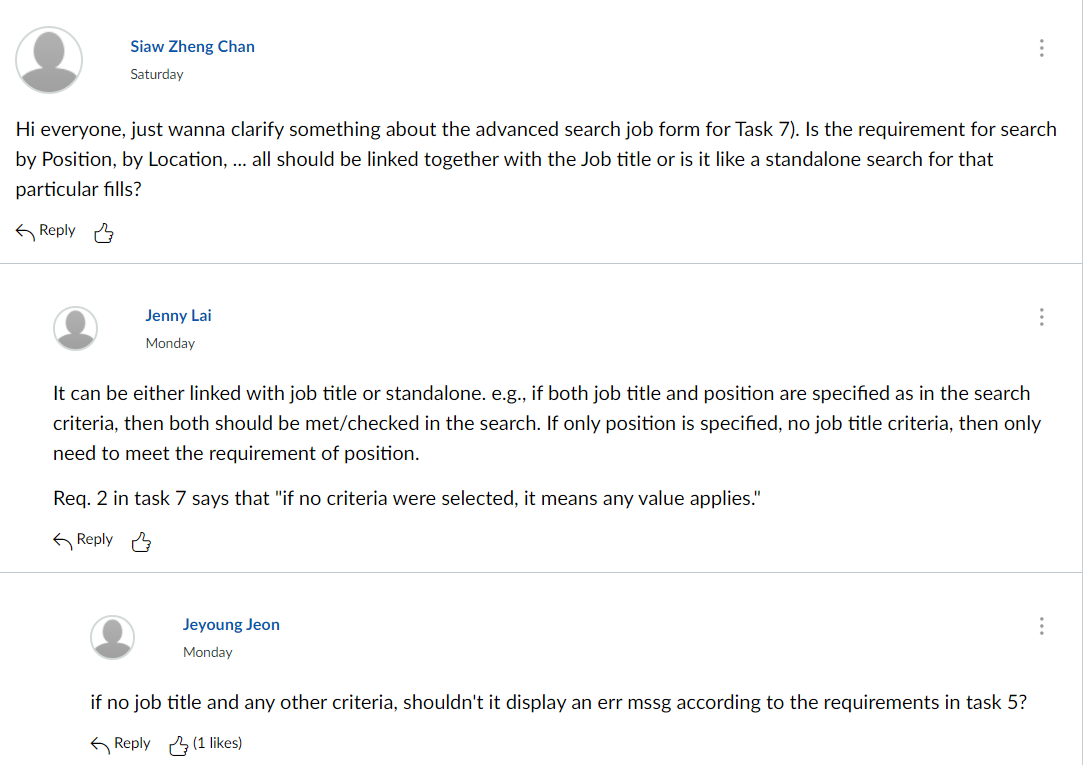 Siaw Zheng Chan
Saturday
Hi everyone, just wanna clarify something about the advanced search job form for Task 7). Is the requirement for search
by Position, by Location, ... all should be linked together with the Job title or is it like a standalone search for that
particular fills?
Reply
Jenny Lai
Monday
It can be either linked with job title or standalone. e.g., if both job title and position are specified as in the search
criteria, then both should be met/checked in the search. If only position is specified, no job title criteria, then only
need to meet the requirement of position.
Req. 2 in task 7 says that "if no criteria were selected, it means any value applies."
Reply
Jeyoung Jeon
Monday
if no job title and any other criteria, shouldn't it display an err mssg according to the requirements in task 5?
Reply (1 likes)